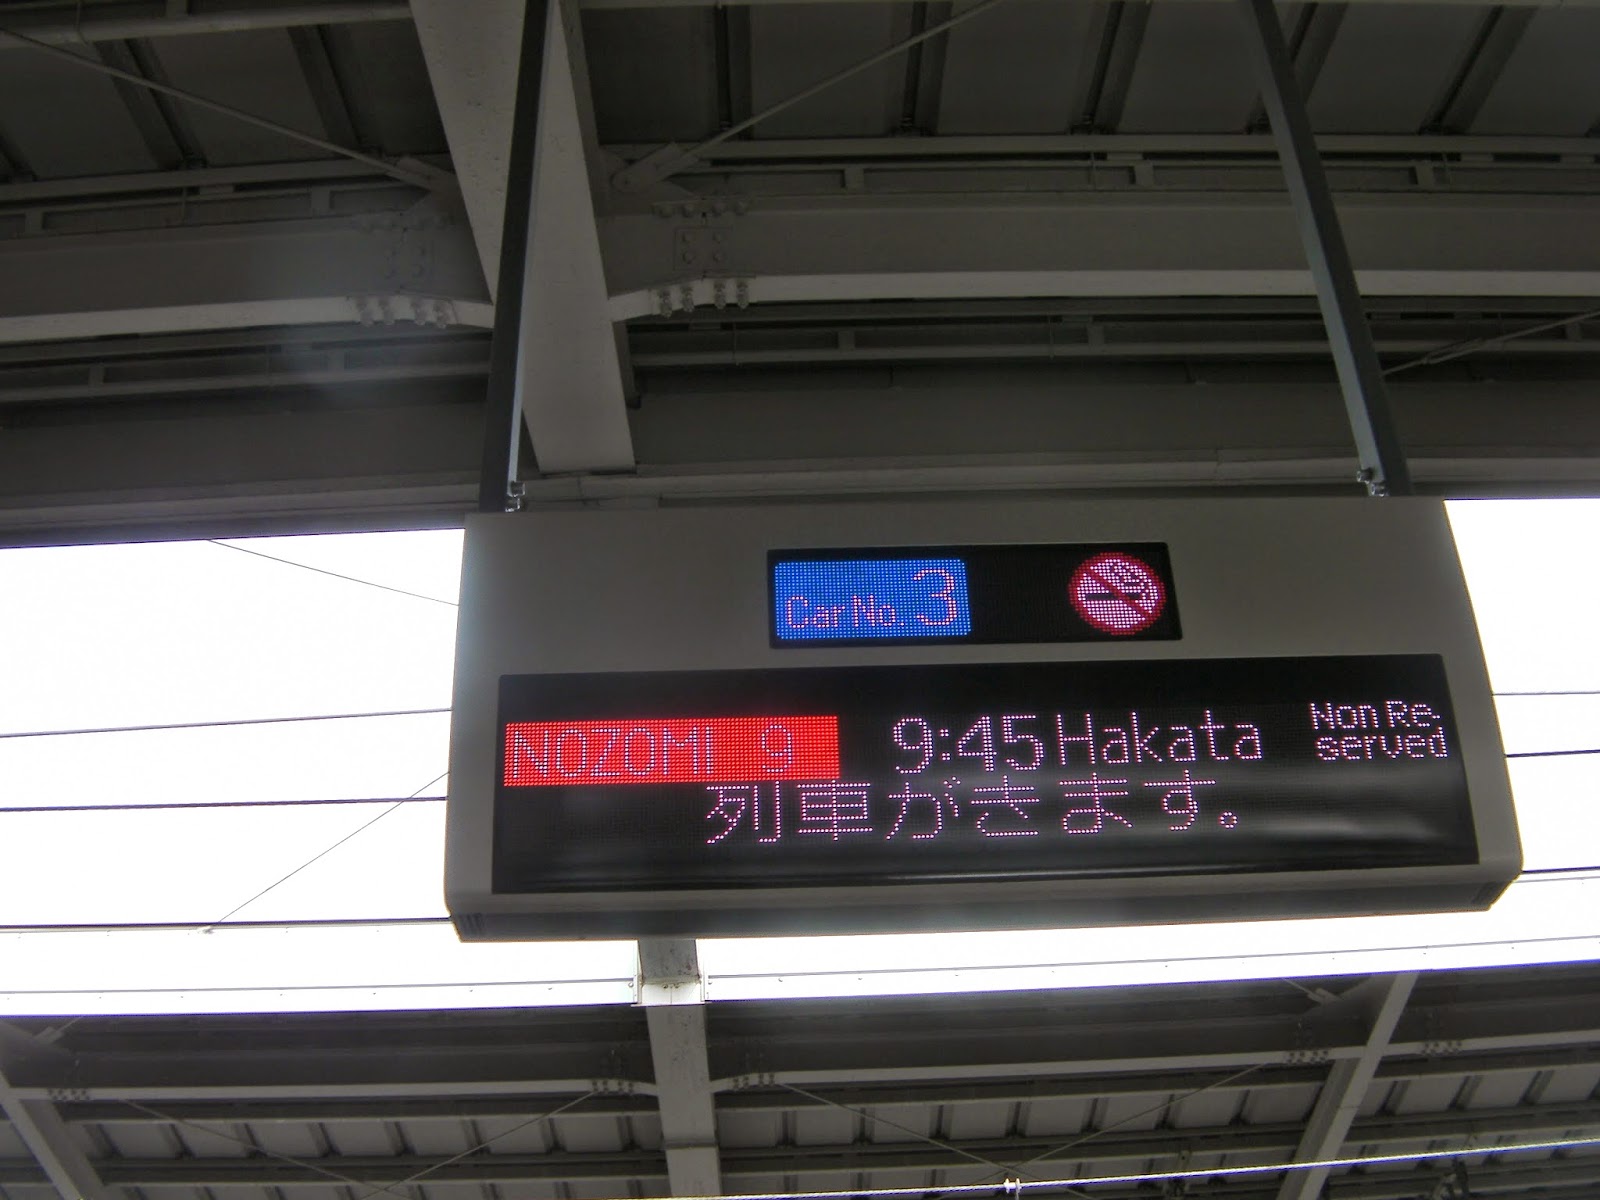 Car No. 3
NOZOMI 9 9:45 Hakata Non Re-
served
列車がきます。